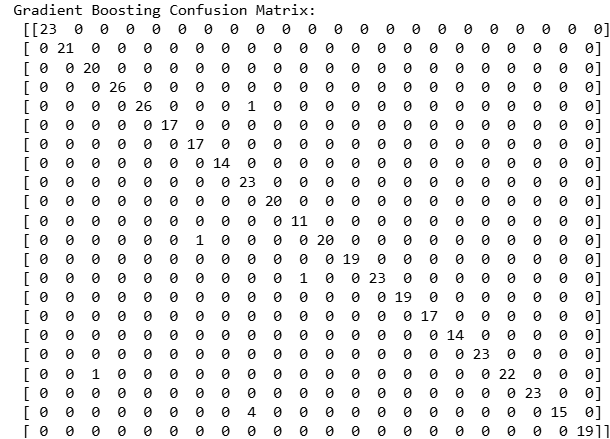 Gradient Boosting Confusion Matrix:
[[23 0 0 0 0 0 0 0 0 0 0 0 0 0 0 0 0 0 0 0 0 0]
[ 0 21 0 0 0 0 0 0 0 0 0 0 0 0 0 0 0 0 0 0 0 0]
[ 0 0 20 0 0 0 0 0 0 0 0 0 0 0 0 0 0 0 0 0 0 0]
[ 0 0 0 26 0 0 0 0 0 0 0 0 0 0 0 0 0 0 0 0 0 0]
[ 0 0 0 0 26 0 0 0 1 0 0 0 0 0 0 0 0 0 0 0 0 0]
[ 0 0 0 0 0 17 0 0 0 0 0 0 0 0 0 0 0 0 0 0 0 0]
[ 0 0 0 0 0 0 17 0 0 0 0 0 0 0 0 0 0 0 0 0 0 0]
[ 0 0 0 0 0 0 0 14 0 0 0 0 0 0 0 0 0 0 0 0 0 0]
[ 0 0 0 0 0 0 0 0 23 0 0 0 0 0 0 0 0 0 0 0 0 0]
[ 0 0 0 0 0 0 0 0 0 20 0 0 0 0 0 0 0 0 0 0 0 0]
[ 0 0 0 0 0 0 0 0 0 0 11 0 0 0 0 0 0 0 0 0 0 0]
[ 0 0 0 0 0 0 1 0 0 0 0 20 0 0 0 0 0 0 0 0 0 0]
[ 0 0 0 0 0 0 0 0 0 0 0 0 19 0 0 0 0 0 0 0 0 0]
[ 0 0 0 0 0 0 0 0 0 0 1 0 0 23 0 0 0 0 0 0 0 0]
[ 0 0 0 0 0 0 0 0 0 0 0 0 0 0 19 0 0 0 0 0 0 0]
[ 0 0 0 0 0 0 0 0 0 0 0 0 0 0 0 17 0 0 0 0 0 0]
[ 0 0 0 0 0 0 0 0 0 0 0 0 0 0 0 0 14 0 0 0 0 0]
[ 0 0 0 0 0 0 0 0 0 0 0 0 0 0 0 0 0 23 0 0 0 0]
[ 0 0 1 0 0 0 0 0 0 0 0 0 0 0 0 0 0 0 22 0 0 0]
[ 0 0 0 0 0 0 0 0 0 0 0 0 0 0 0 0 0 0 0 23 0 0]
[ 0 0 0 0 0 0 0 0 4 0 0 0 0 0 0 0 0 0 0 0 15 0]
[ 0 0 0 0 0 0 0 0 0 0 0 0 0 0 0 0 0 0 0 0 0 19]]